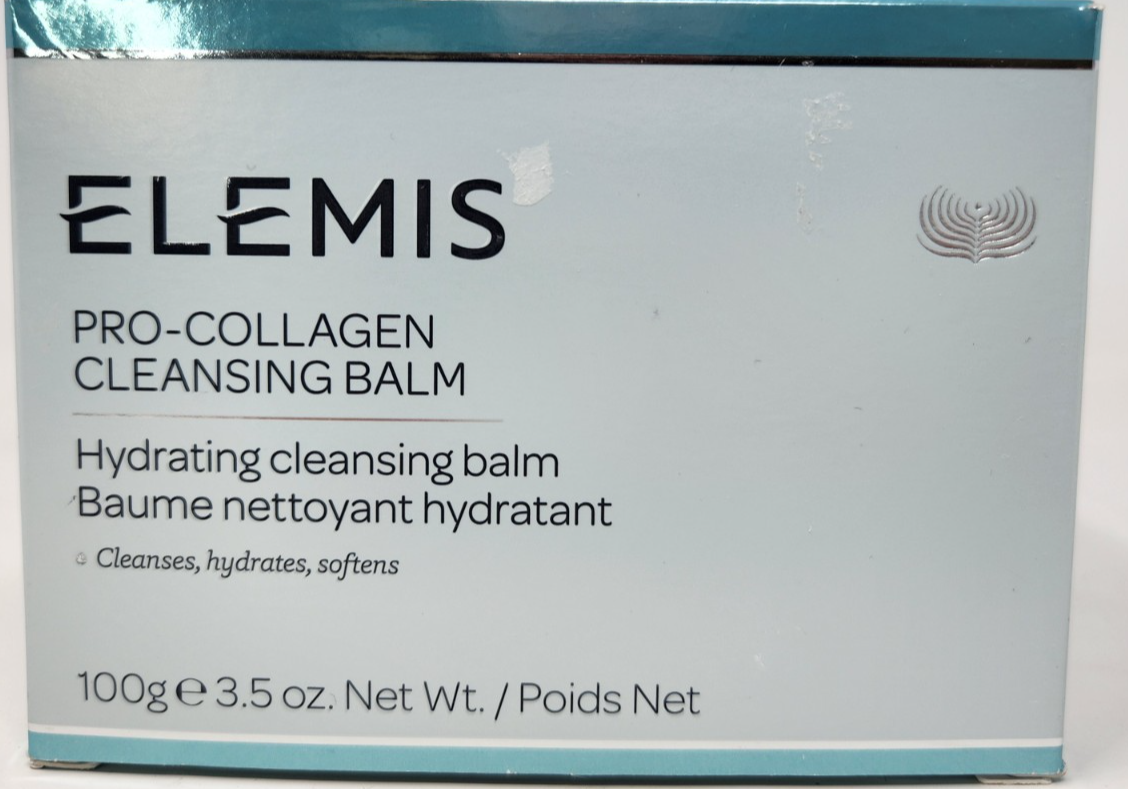 ELEMIS
PRO-COLLAGEN
CLEANSING BALM
Hydrating cleansing balm
Baume nettoyant hydratant
Cleanses, hydrates, softens
100g ℮ 3.5 oz. Net Wt. / Poids Net